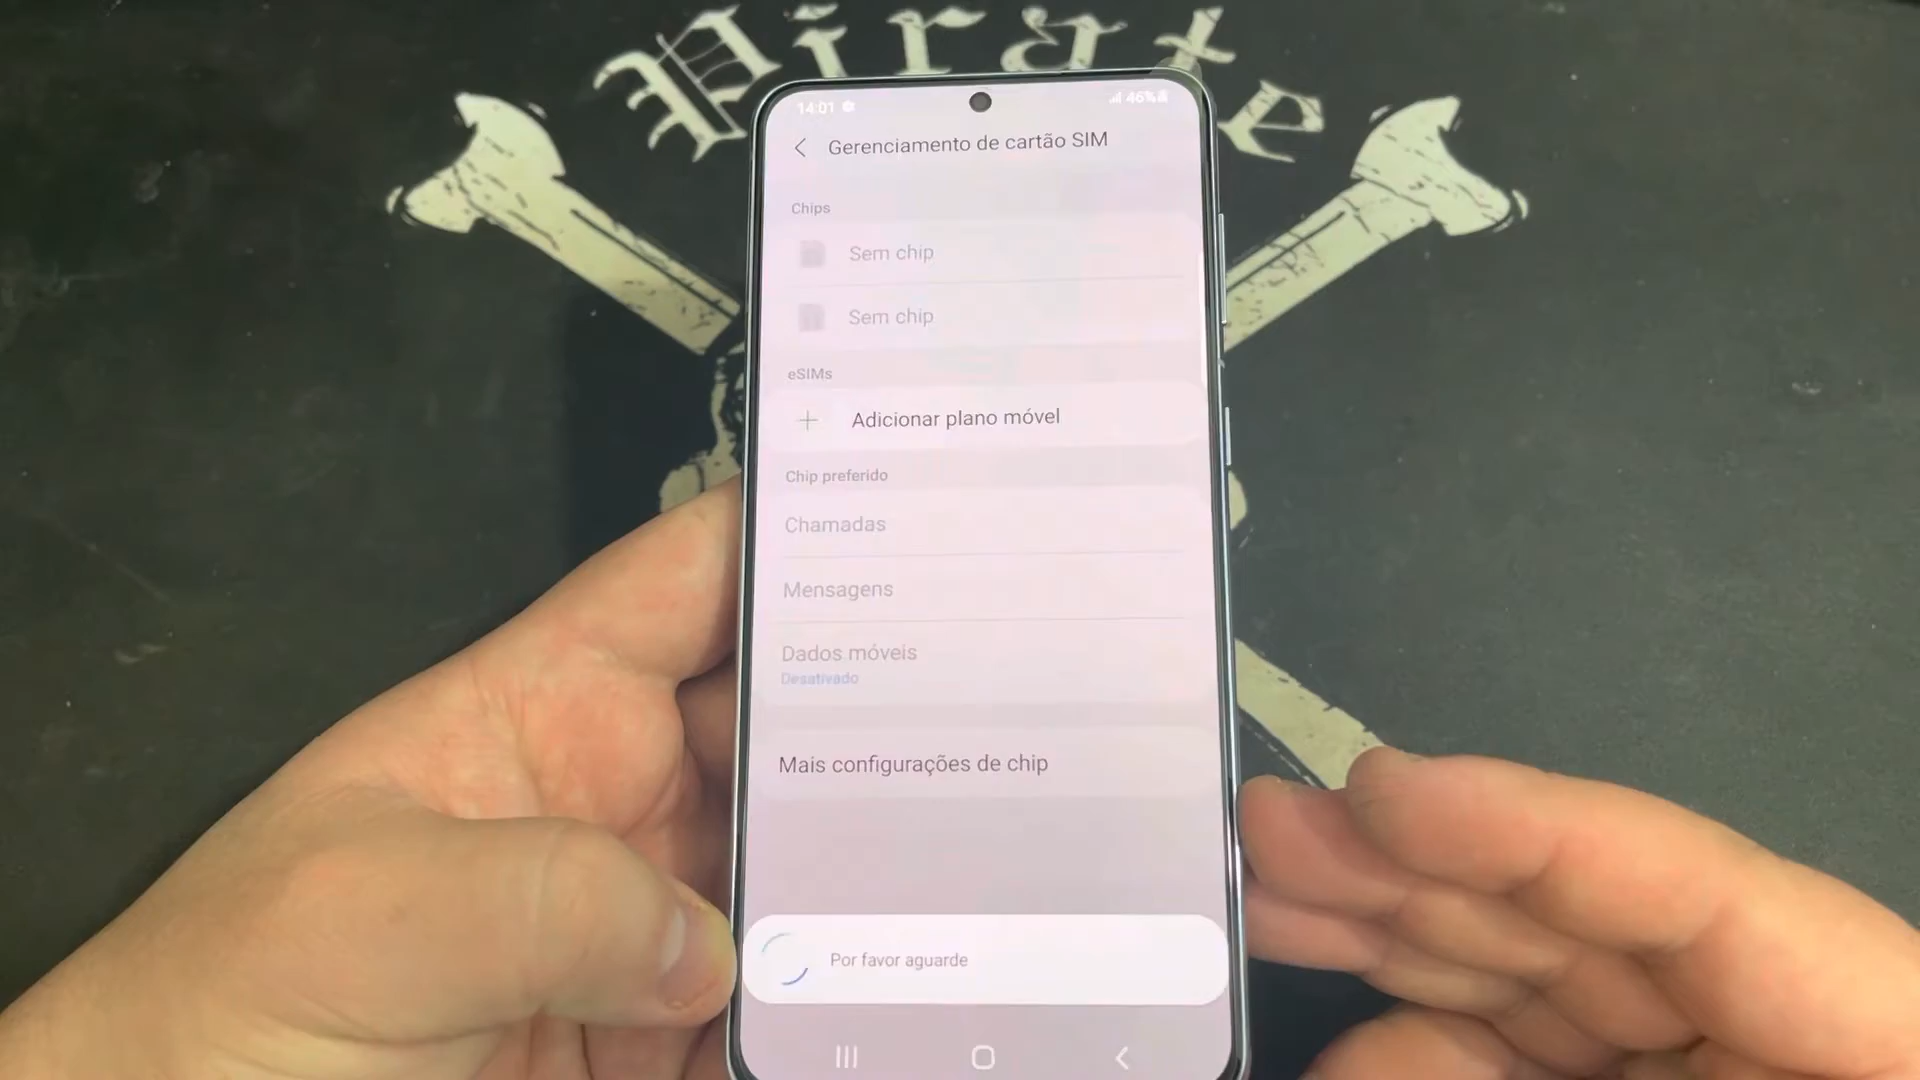 Pirate
14:01
46%
Gerenciamento de cartão SIM
Chips
Sem chip
Sem chip
eSIMs
Adicionar plano móvel
Chip preferido
Chamadas
Mensagens
Dados móveis
Desativado
Mais configurações de chip
Por favor aguarde